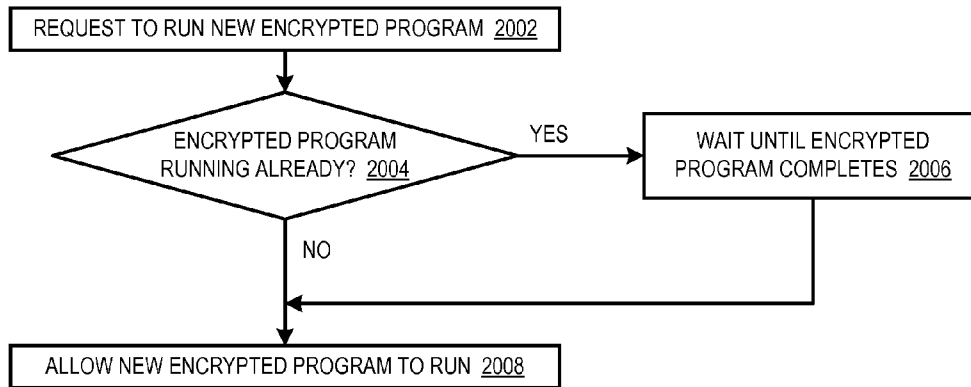 REQUEST TO RUN NEW ENCRYPTED PROGRAM 2002
ENCRYPTED PROGRAM
RUNNING ALREADY? 2004
YES
WAIT UNTIL ENCRYPTED
PROGRAM COMPLETES 2006
NO
ALLOW NEW ENCRYPTED PROGRAM TO RUN 2008